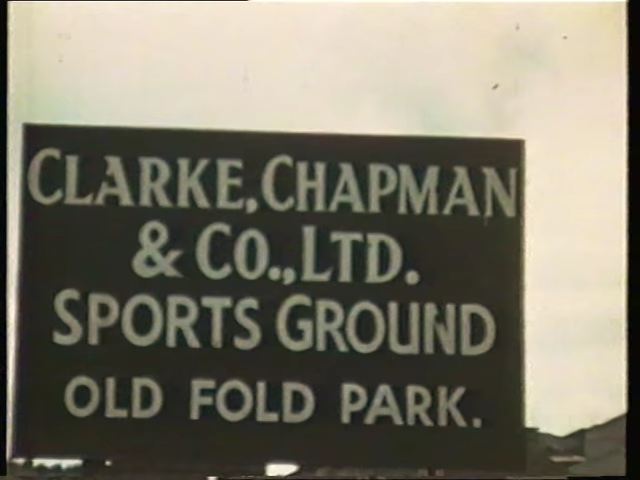 CLARKE, CHAPMAN
& CO., LTD.
SPORTS GROUND
OLD FOLD PARK.